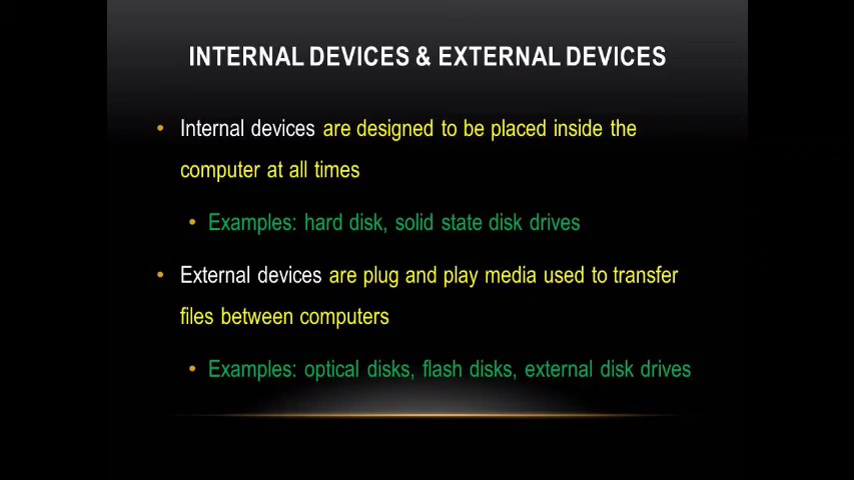 INTERNAL DEVICES & EXTERNAL DEVICES
• Internal devices are designed to be placed inside the
computer at all times
• Examples: hard disk, solid state disk drives
• External devices are plug and play media used to transfer
files between computers
• Examples: optical disks, flash disks, external disk drives